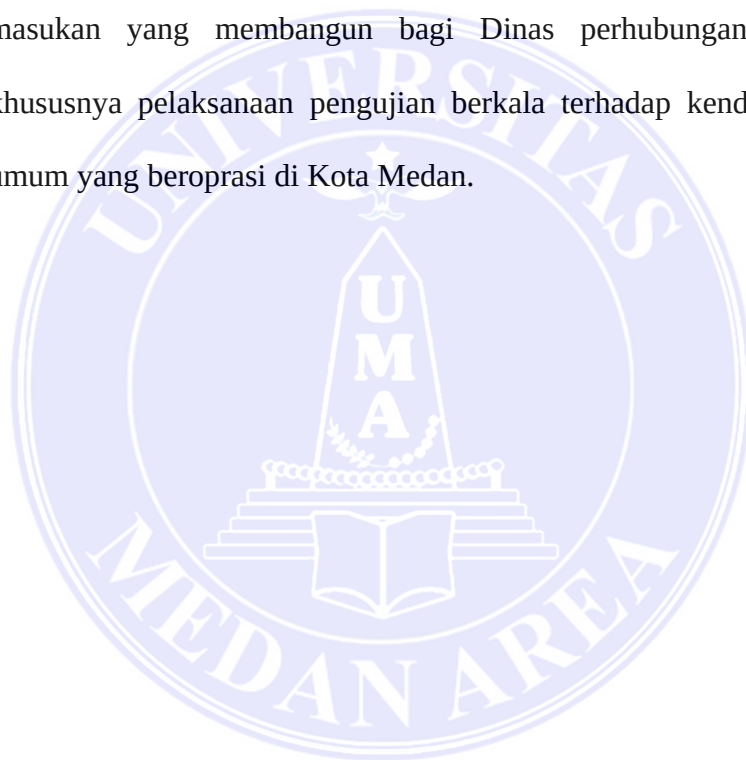 masukan yang membangun bagi Dinas perhubungan
khususnya pelaksanaan pengujian berkala terhadap kend
umum yang beroprasi di Kota Medan.
UNIVERSITAS
UMA
MEDAN AREA